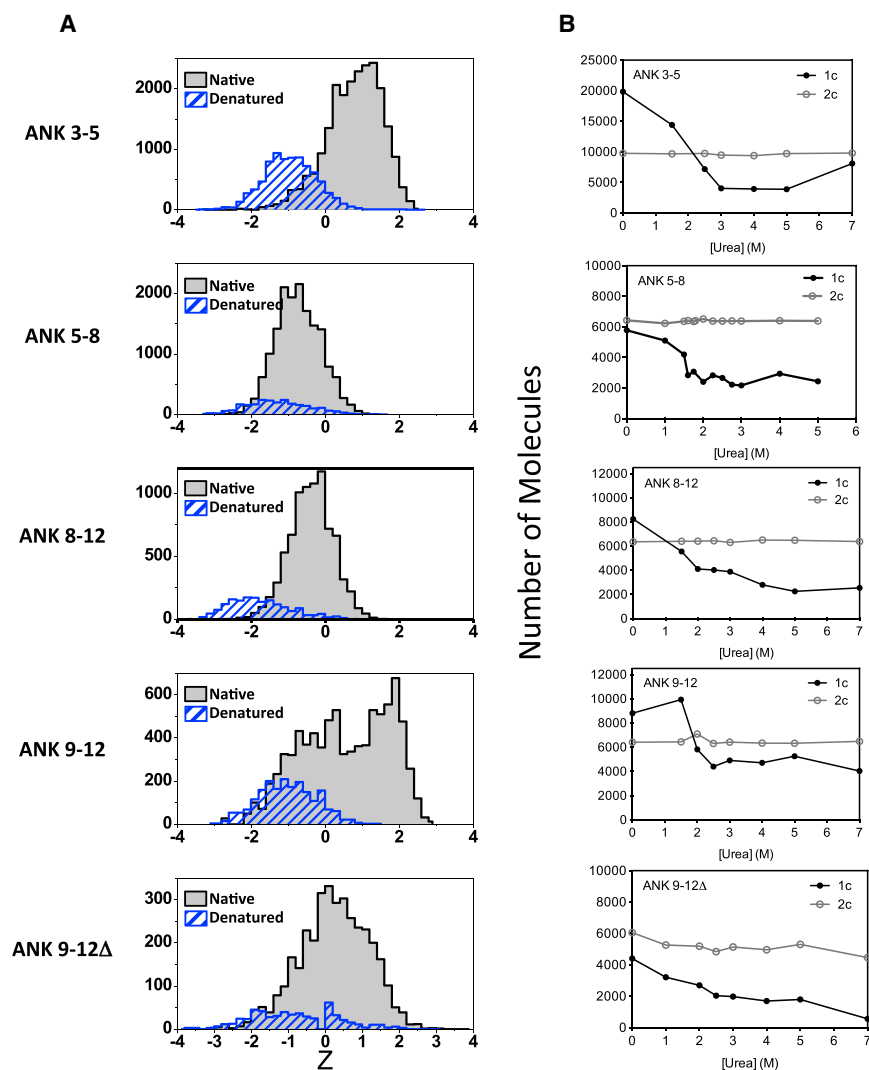 A
B
ANK 3-5
Native
Denatured
2000
1000
0
-4
-2
0
2
4
ANK 3-5
1c
2c
25000
20000
15000
10000
5000
0
0 1 2 3 4 5 6 7
[Urea] (M)
ANK 5-8
Native
Denatured
2000
1000
0
-4
-2
0
2
4
ANK 5-8
1c
2c
10000
8000
6000
4000
2000
0
0 1 2 3 4 5 6
[Urea] (M)
Number of Molecules
ANK 8-12
Native
Denatured
1000
500
0
-4
-2
0
2
4
ANK 8-12
1c
2c
12000
10000
8000
6000
4000
2000
0
0 1 2 3 4 5 6 7
[Urea] (M)
ANK 9-12
Native
Denatured
600
400
200
0
-4
-2
0
2
4
ANK 9-12
1c
2c
12000
10000
8000
6000
4000
2000
0
0 1 2 3 4 5 6 7
[Urea] (M)
ANK 9-12Δ
Native
Denatured
300
200
100
0
-4 -3 -2 -1 0 1 2 3 4
Z
ANK 9-12Δ
1c
2c
10000
8000
6000
4000
2000
0
0 1 2 3 4 5 6 7
[Urea] (M)